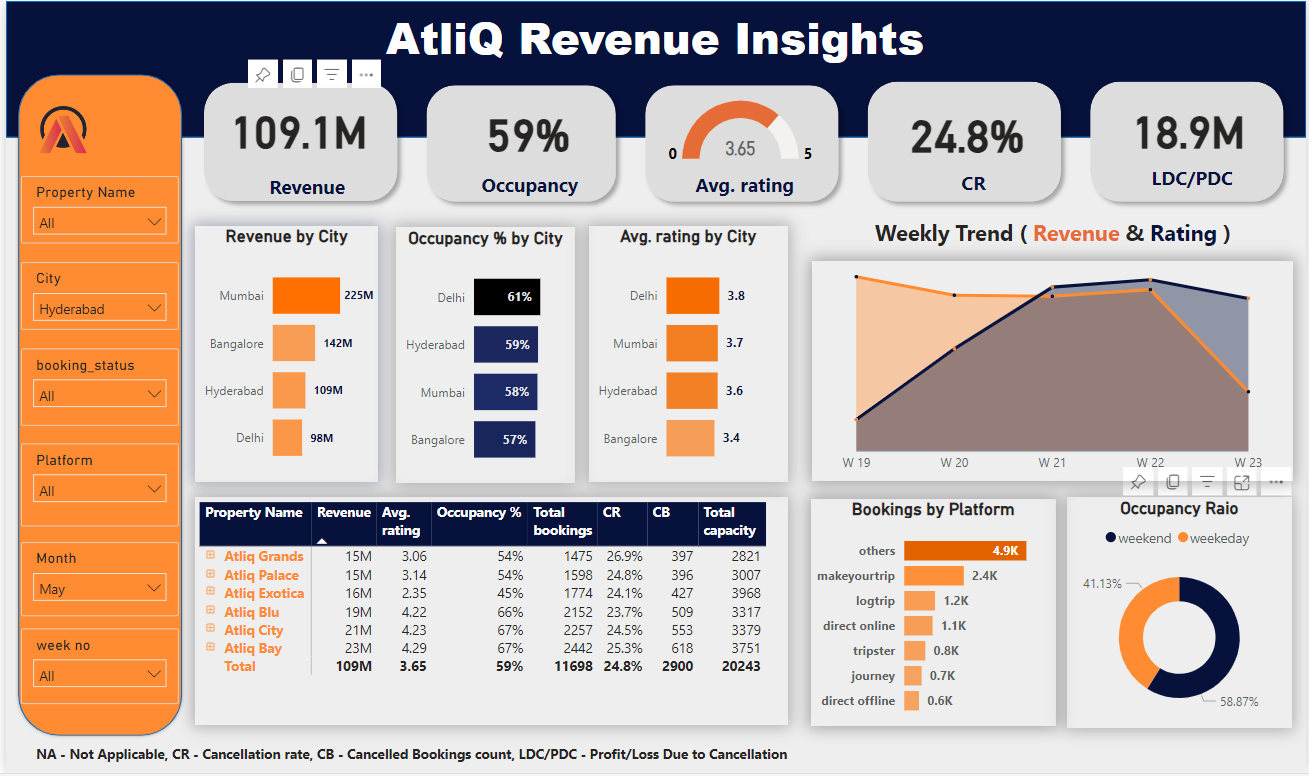 AtliQ Revenue Insights
109.1M
Revenue
59%
Occupancy
0 3.65 5
Avg. rating
24.8%
CR
18.9M
LDC/PDC
Property Name
All
City
Hyderabad
booking_status
All
Platform
All
Month
May
week no
All
Revenue by City
Mumbai 225M
Bangalore 142M
Hyderabad 109M
Delhi 98M
Occupancy % by City
Delhi 61%
Hyderabad 59%
Mumbai 58%
Bangalore 57%
Avg. rating by City
Delhi 3.8
Mumbai 3.7
Hyderabad 3.6
Bangalore 3.4
Weekly Trend ( Revenue & Rating )
W 19 W 20 W 21 W 22 W 23
Property Name Revenue Avg. rating Occupancy % Total bookings CR CB Total capacity
Atliq Grands 15M 3.06 54% 1475 26.9% 397 2821
Atliq Palace 15M 3.14 54% 1598 24.8% 396 3007
Atliq Exotica 16M 2.35 45% 1774 24.1% 427 3968
Atliq Blu 19M 4.22 66% 2152 23.7% 509 3317
Atliq City 21M 4.23 67% 2257 24.5% 553 3379
Atliq Bay 23M 4.29 67% 2442 25.3% 618 3751
Total 109M 3.65 59% 11698 24.8% 2900 20243
Bookings by Platform
others 4.9K
makeyourtrip 2.4K
logtrip 1.2K
direct online 1.1K
tripster 0.8K
journey 0.7K
direct offline 0.6K
Occupancy Raio
weekend weekeday
41.13%
58.87%
NA - Not Applicable, CR - Cancellation rate, CB - Cancelled Bookings count, LDC/PDC - Profit/Loss Due to Cancellation